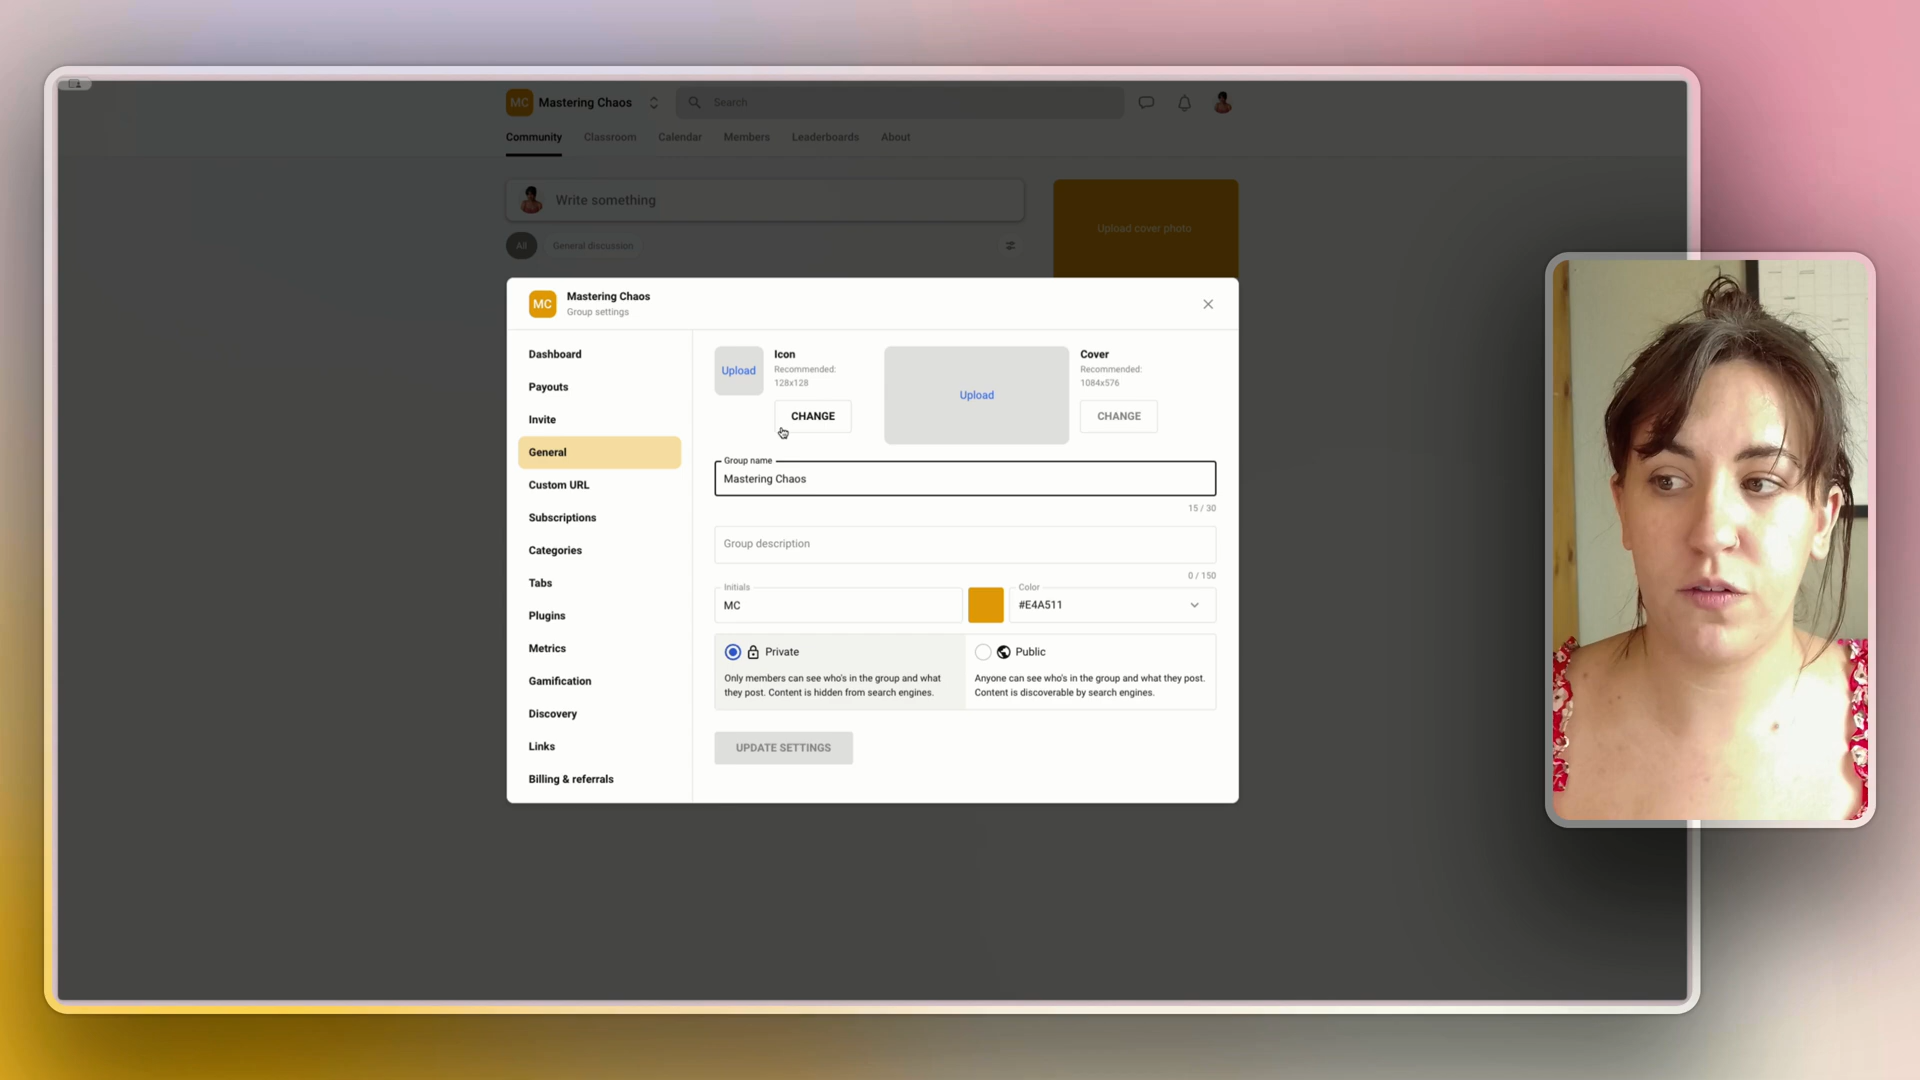 MC Mastering Chaos
Search
Community Classroom Calendar Members Leaderboards About
Write something
Upload cover photo
All General discussion
MC
Mastering Chaos
Group settings
Dashboard
Payouts
Invite
General
Custom URL
Subscriptions
Categories
Tabs
Plugins
Metrics
Gamification
Discovery
Links
Billing & referrals
Upload
Icon
Recommended:
128x128
CHANGE
Upload
Cover
Recommended:
1084x576
CHANGE
Group name
Mastering Chaos
15 / 30
Group description
0 / 150
Initials
MC
Color
#E4A511
Private
Only members can see who's in the group and what
they post. Content is hidden from search engines.
Public
Anyone can see who's in the group and what they post.
Content is discoverable by search engines.
UPDATE SETTINGS